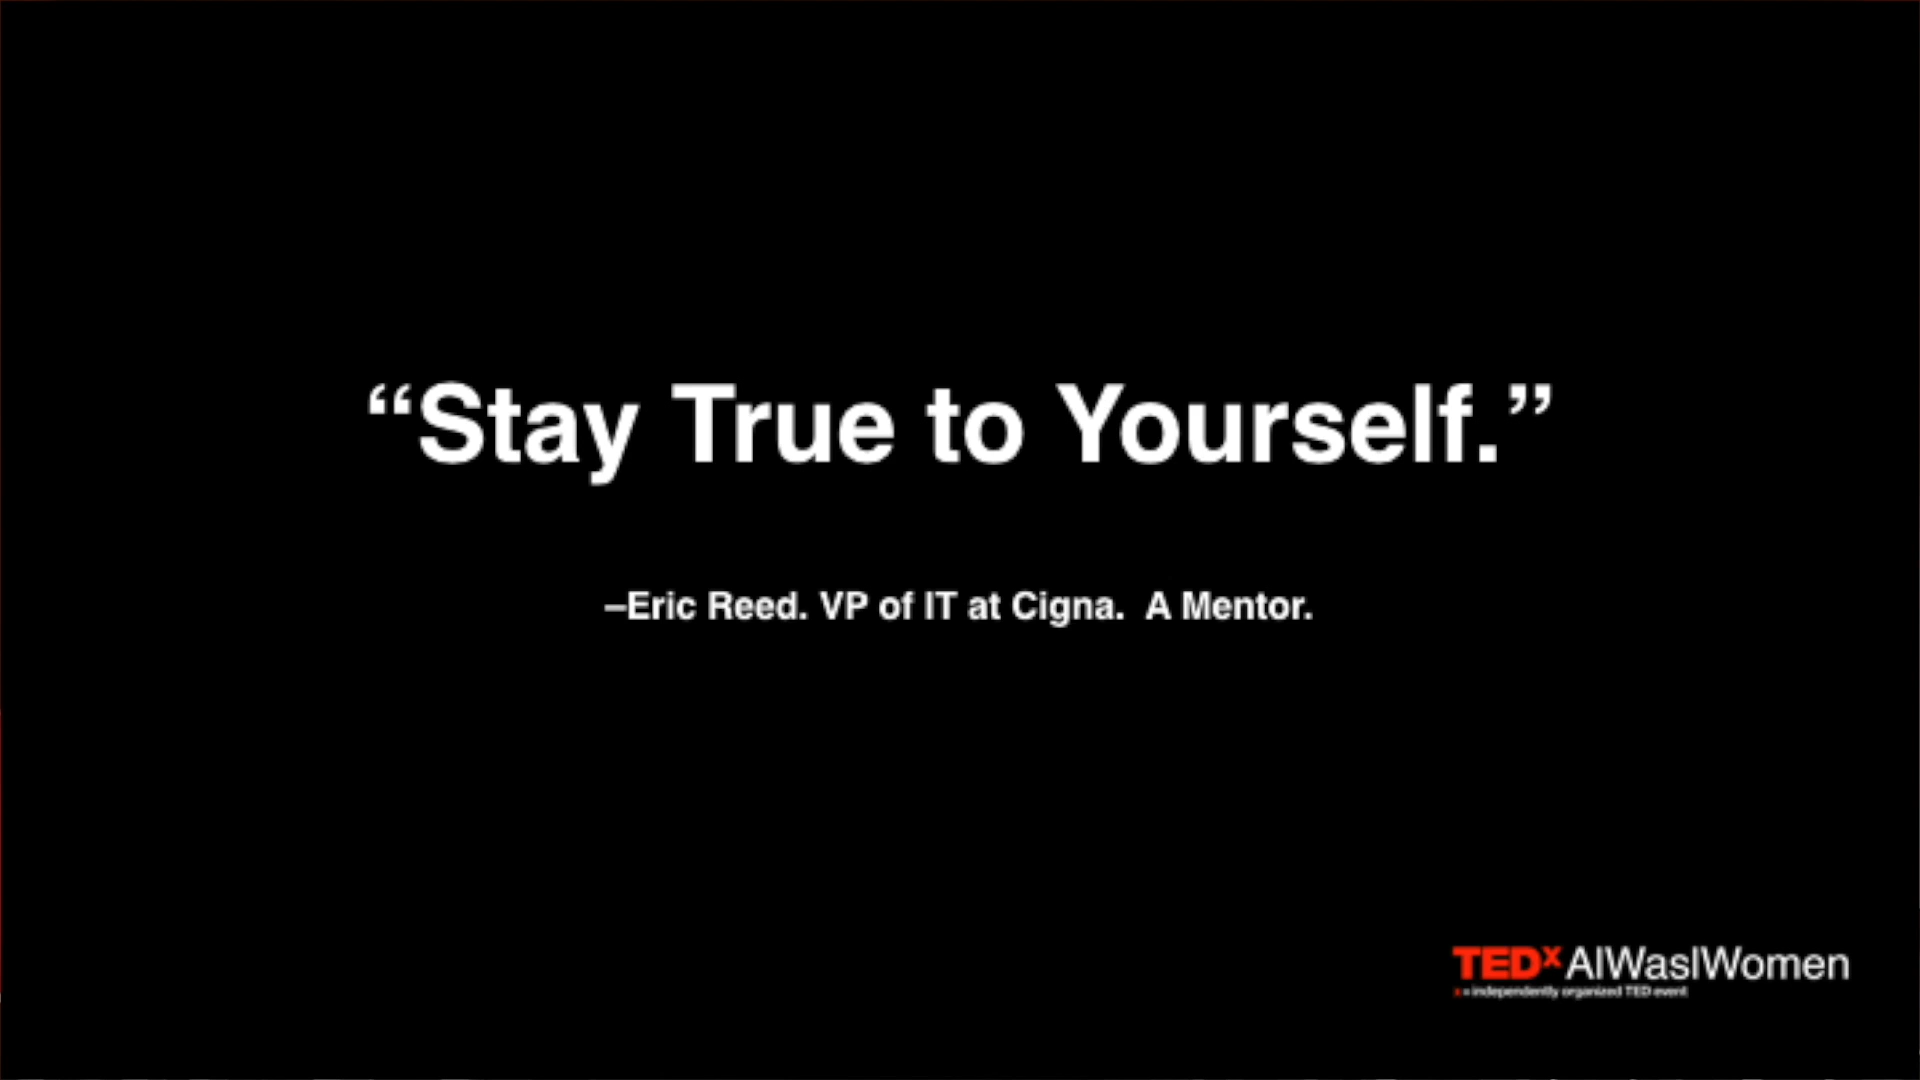 “Stay True to Yourself.”
–Eric Reed. VP of IT at Cigna.  A Mentor.
TEDxAlWaslWomen
x = independently organized TED event